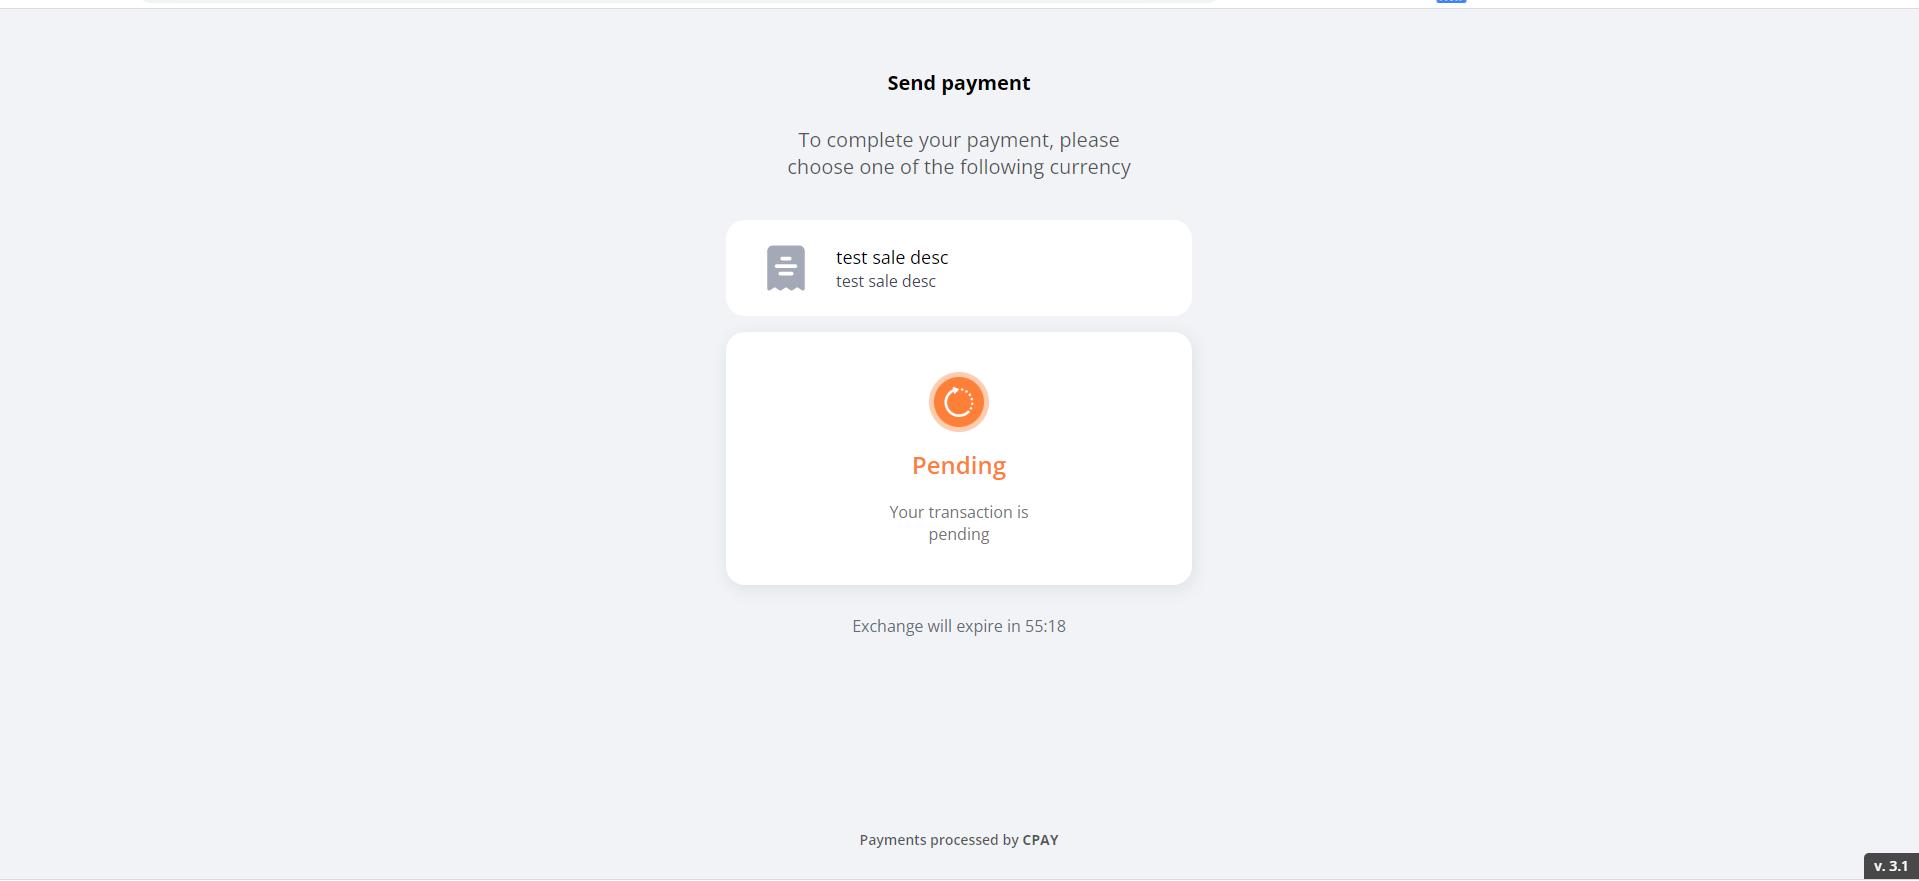 Send payment
To complete your payment, please
choose one of the following currency
test sale desc
test sale desc
Pending
Your transaction is
pending
Exchange will expire in 55:18
Payments processed by CPAY
v. 3.1